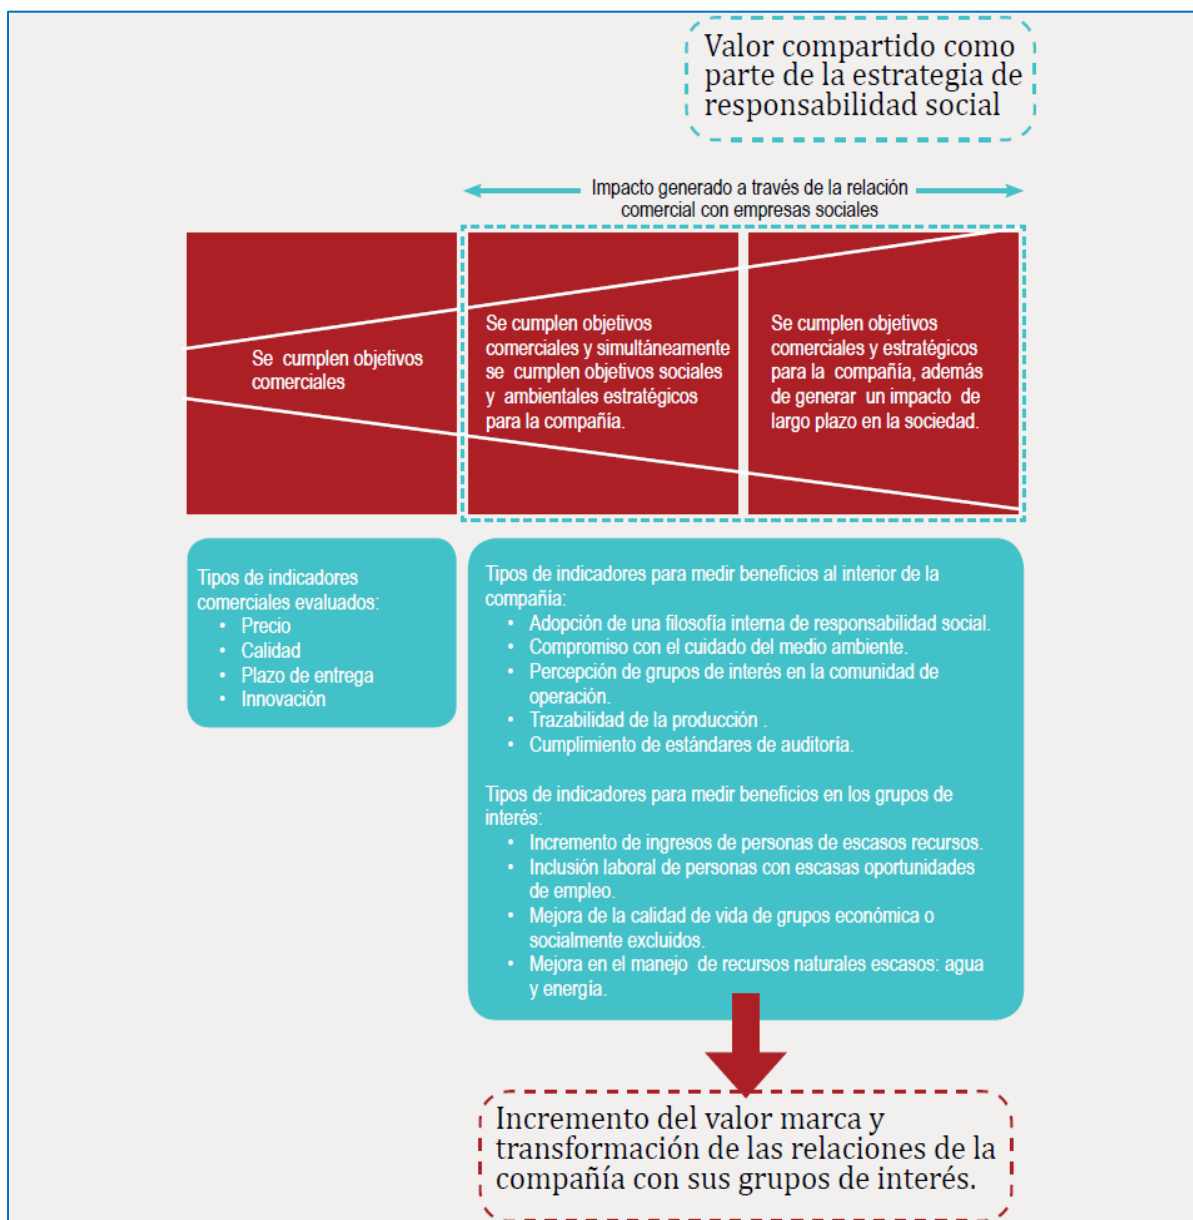 Valor compartido como
parte de la estrategia de
responsabilidad social
Impacto generado a través de la relación
comercial con empresas sociales
Se cumplen objetivos
comerciales
Se cumplen objetivos
comerciales y simultáneamente
se cumplen objetivos sociales
y ambientales estratégicos
para la compañía.
Se cumplen objetivos
comerciales y estratégicos
para la compañía, además
de generar un impacto de
largo plazo en la sociedad.
Tipos de indicadores
comerciales evaluados:
• Precio
• Calidad
• Plazo de entrega
• Innovación
Tipos de indicadores para medir beneficios al interior de la
compañía:
• Adopción de una filosofía interna de responsabilidad social.
• Compromiso con el cuidado del medio ambiente.
• Percepción de grupos de interés en la comunidad de
operación.
• Trazabilidad de la producción .
• Cumplimiento de estándares de auditoría.
Tipos de indicadores para medir beneficios en los grupos de
interés:
• Incremento de ingresos de personas de escasos recursos.
• Inclusión laboral de personas con escasas oportunidades
de empleo.
• Mejora de la calidad de vida de grupos económica o
socialmente excluidos.
• Mejora en el manejo de recursos naturales escasos: agua
y energía.
Incremento del valor marca y
transformación de las relaciones de la
compañía con sus grupos de interés.